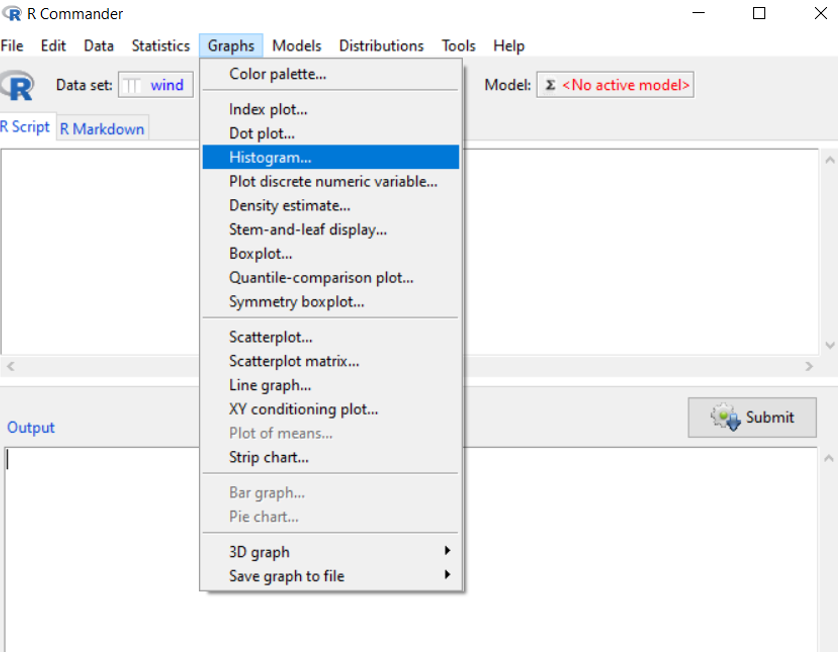 R Commander
File Edit Data Statistics Graphs Models Distributions Tools Help
R Data set: wind Model: Σ <No active model>
R Script R Markdown
Color palette...
Index plot...
Dot plot...
Histogram...
Plot discrete numeric variable...
Density estimate...
Stem-and-leaf display...
Boxplot...
Quantile-comparison plot...
Symmetry boxplot...
Scatterplot...
Scatterplot matrix...
Line graph...
XY conditioning plot...
Plot of means...
Strip chart...
Bar graph...
Pie chart...
3D graph
Save graph to file
Submit
Output